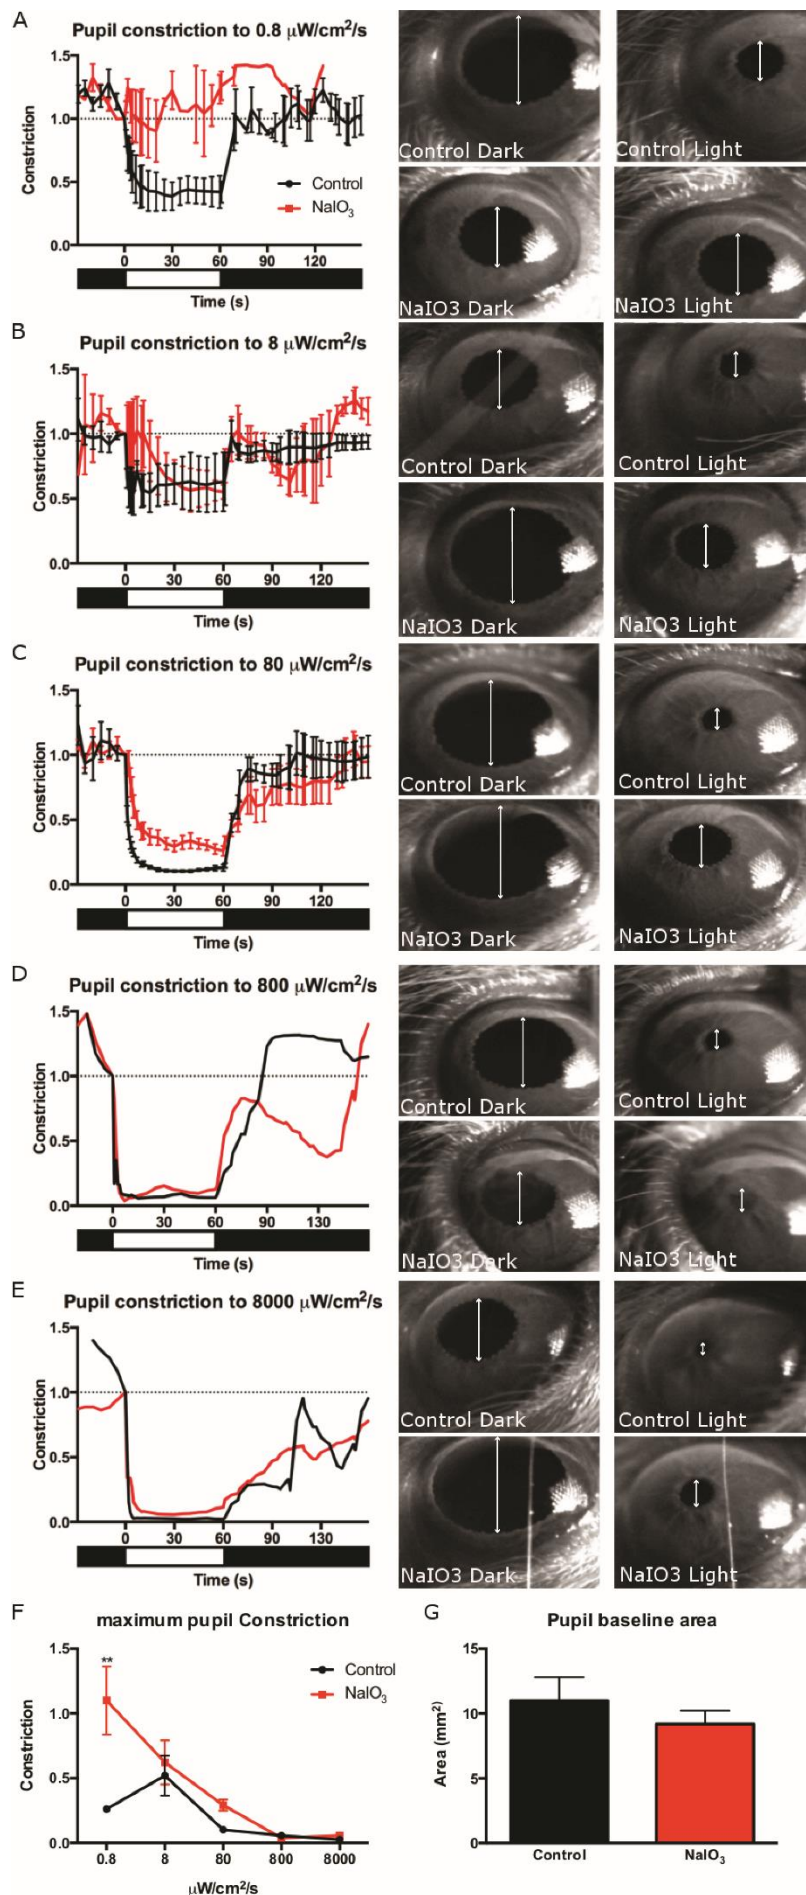 A
Pupil constriction to 0.8 μW/cm²/s
1.5
1.0
0.5
0.0
Constriction
Control
NaIO₃
0 30 60 90 120
Time (s)
Control Dark
Control Light
NaIO3 Dark
NaIO3 Light
B
Pupil constriction to 8 μW/cm²/s
1.5
1.0
0.5
0.0
Constriction
0 30 60 90 120
Time (s)
Control Dark
Control Light
NaIO3 Dark
NaIO3 Light
C
Pupil constriction to 80 μW/cm²/s
1.5
1.0
0.5
0.0
Constriction
0 30 60 90 120
Time (s)
Control Dark
Control Light
NaIO3 Dark
NaIO3 Light
D
Pupil constriction to 800 μW/cm²/s
1.5
1.0
0.5
0.0
Constriction
0 30 60 90 130
Time (s)
Control Dark
Control Light
NaIO3 Dark
NaIO3 Light
E
Pupil constriction to 8000 μW/cm²/s
1.5
1.0
0.5
0.0
Constriction
0 30 60 90 120
Time (s)
Control Dark
Control Light
NaIO3 Dark
NaIO3 Light
F
maximum pupil Constriction
1.5
1.0
0.5
0.0
Constriction
**
Control
NaIO₃
0.8 8 80 800 8000
μW/cm²/s
G
Pupil baseline area
15
10
5
0
Area (mm²)
Control NaIO₃